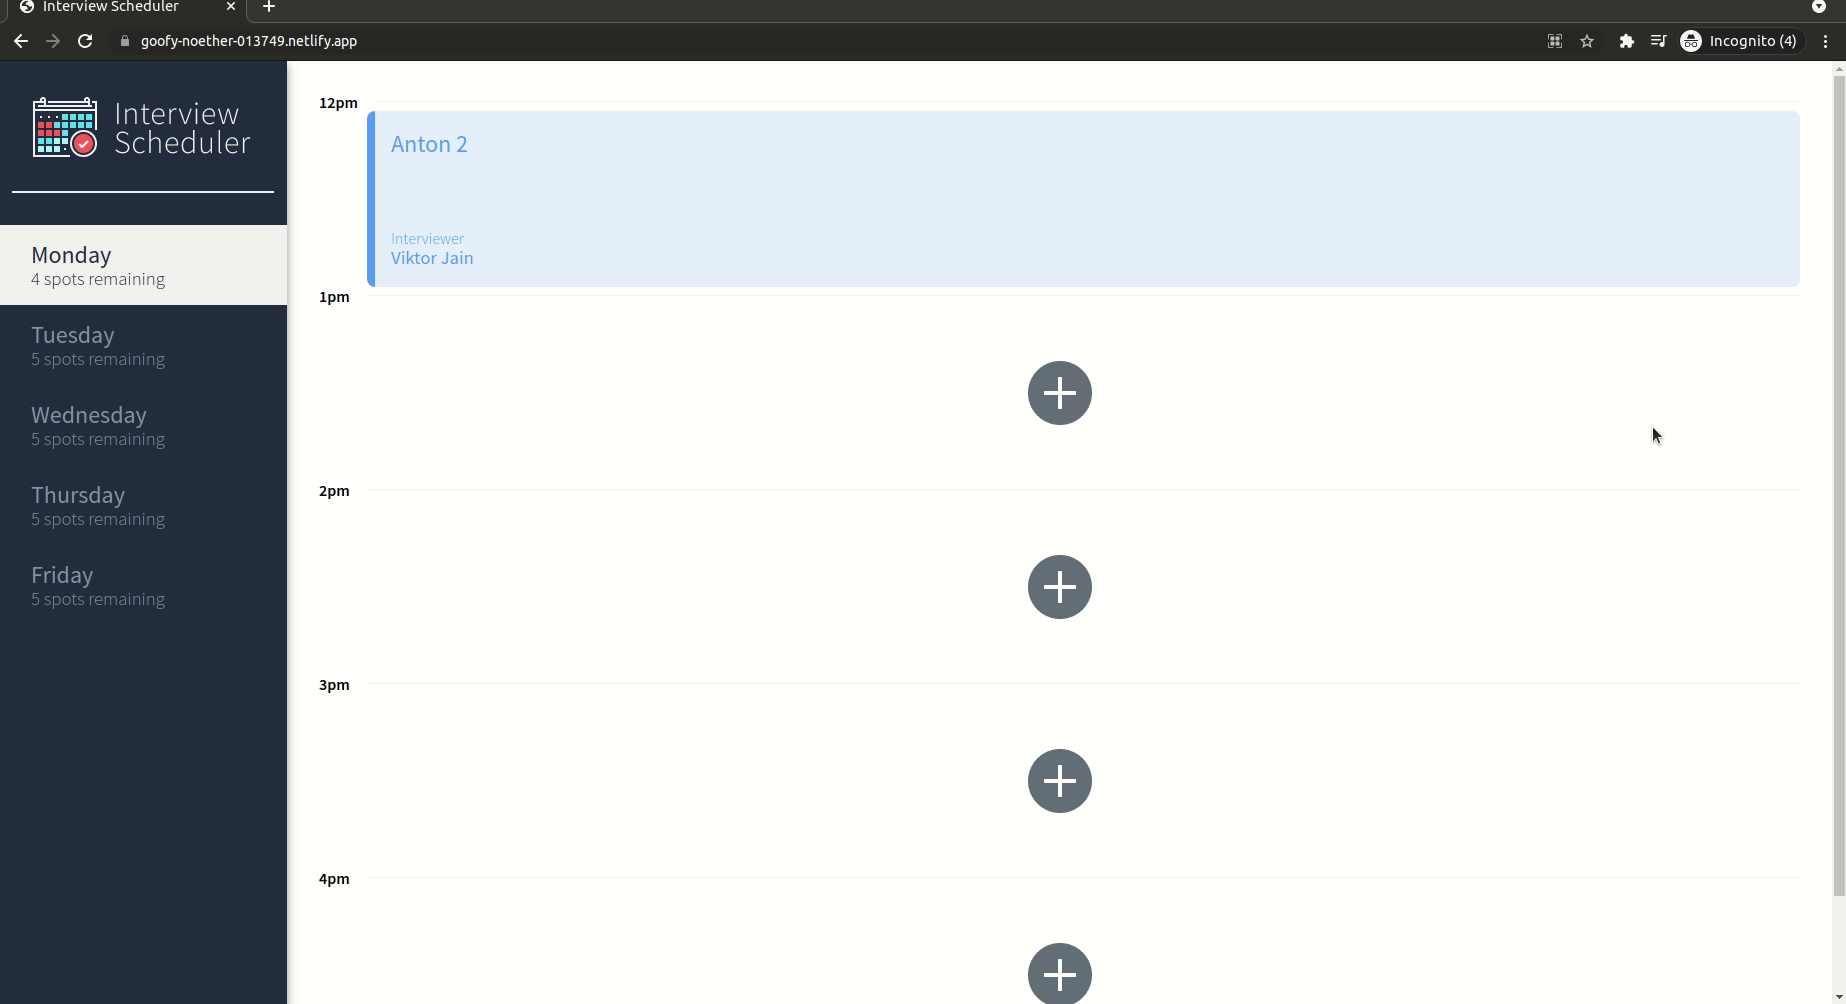 Interview Scheduler
goofy-noether-013749.netlify.app
Incognito (4)
Interview
Scheduler
Monday
4 spots remaining
Tuesday
5 spots remaining
Wednesday
5 spots remaining
Thursday
5 spots remaining
Friday
5 spots remaining
12pm
Anton 2
Interviewer
Viktor Jain
1pm
2pm
3pm
4pm